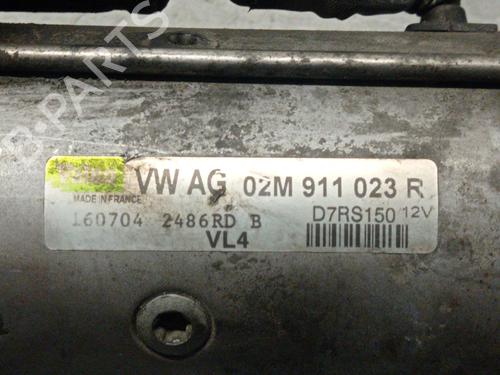 B-PARTS
VW AG 02M 911 023 R
MADE IN FRANCE
160704 2486RD B
D7RS150 12V
VL4